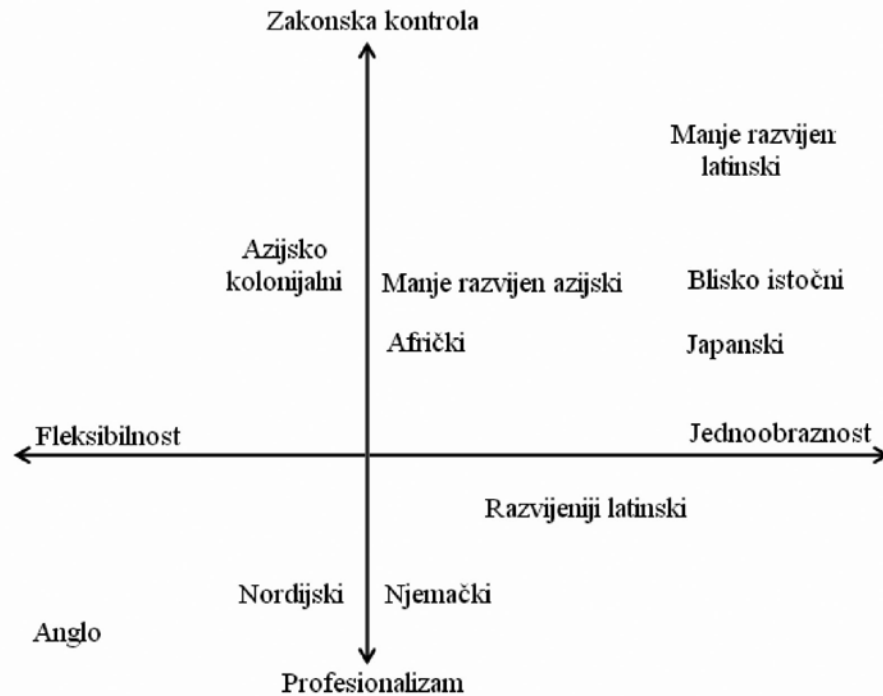 Zakonska kontrola
Manje razvijen
latinski
Azijsko
kolonijalni
Manje razvijen azijski
Blisko istočni
Afrički
Japanski
Fleksibilnost
Jednoobraznost
Razvijeniji latinski
Nordijski
Njemački
Anglo
Profesionalizam